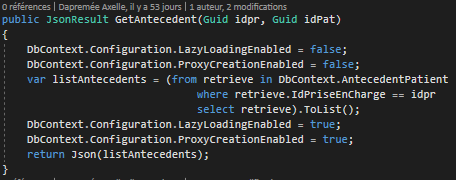 0 références | Dapremée Axelle, il y a 53 jours | 1 auteur, 2 modifications
public JsonResult GetAntecedent(Guid idpr, Guid idPat)
{
DbContext.Configuration.LazyLoadingEnabled = false;
DbContext.Configuration.ProxyCreationEnabled = false;
var listAntecedents = (from retrieve in DbContext.AntecedentPatient
where retrieve.IdPriseEnCharge == idpr
select retrieve).ToList();
DbContext.Configuration.LazyLoadingEnabled = true;
DbContext.Configuration.ProxyCreationEnabled = true;
return Json(listAntecedents);
}